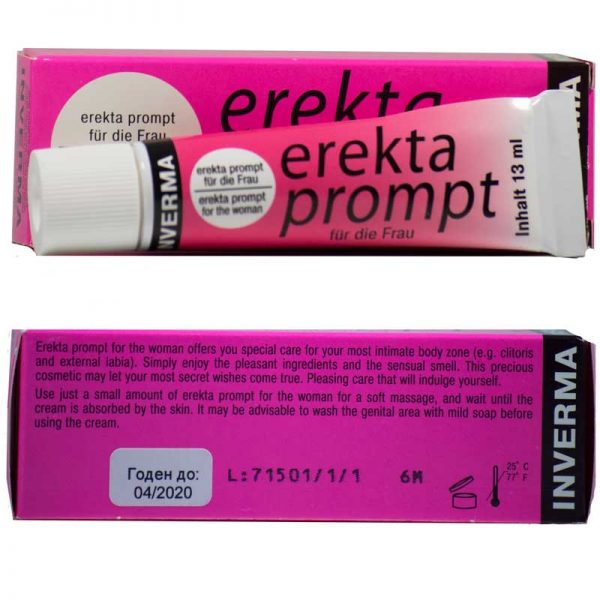 erekta prompt
für die Frau
erekta
INVERMA
INVERMA
INVERMA
erekta prompt
für die Frau
erekta prompt
for the woman
erekta
prompt
für die Frau
Inhalt 13 ml
Erekta prompt for the woman offers you special care for your most intimate body zone (e.g. clitoris
and external labia). Simply enjoy the pleasant ingredients and the sensual smell. This precious
cosmetic may let your most secret wishes come true. Pleasing care that will indulge yourself.
Use just a small amount of erekta prompt for the woman for a soft massage, and wait until the
cream is absorbed by the skin. It may be advisable to wash the genital area with mild soap before
using the cream.
Годен до:
04/2020
L:71501/1/1
6M
25° C
77° F
INVERMA